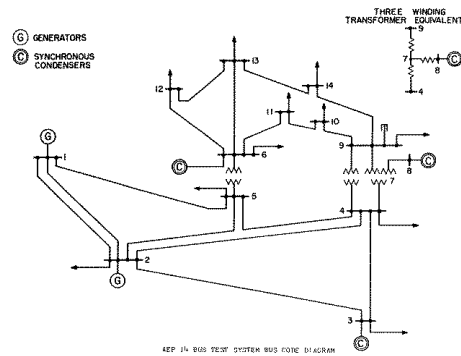 THREE WINDING
TRANSFORMER EQUIVALENT
9
7
8
C
4
G GENERATORS
C SYNCHRONOUS
CONDENSERS
13
14
12
11
10
G
C
6
9
C
1
7
8
5
4
2
G
3
C
AEP 14 BUS TEST SYSTEM BUS CODE DIAGRAM